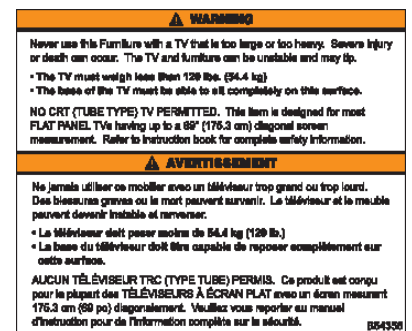 ⚠ WARNING
Never use this Furniture with a TV that is too large or too heavy. Severe injury
or death can occur. The TV and furniture can be unstable and may tip.
• The TV must weigh less than 120 lbs. (54.4 kg)
• The base of the TV must be able to sit completely on this surface.
NO CRT (TUBE TYPE) TV PERMITTED. This item is designed for most
FLAT PANEL TVs having up to a 69" (175.3 cm) diagonal screen
measurement. Refer to instruction book for complete safety information.
⚠ AVERTISSEMENT
Ne jamais utiliser ce mobilier avec un téléviseur trop grand ou trop lourd.
Des blessures graves ou la mort peuvent survenir. Le téléviseur et le meuble
peuvent devenir instable et renverser.
• Le téléviseur doit peser moins de 54.4 kg (120 lb.)
• La base du téléviseur doit être capable de reposer complètement sur
cette surface.
AUCUN TÉLÉVISEUR TRC (TYPE TUBE) PERMIS. Ce produit est conçu
pour la plupart des TÉLÉVISEURS À ÉCRAN PLAT avec un écran mesurant
175.3 cm (69 po) diagonalement. Veuillez vous reporter au manuel
d'instruction pour de l'information complète sur la sécurité.